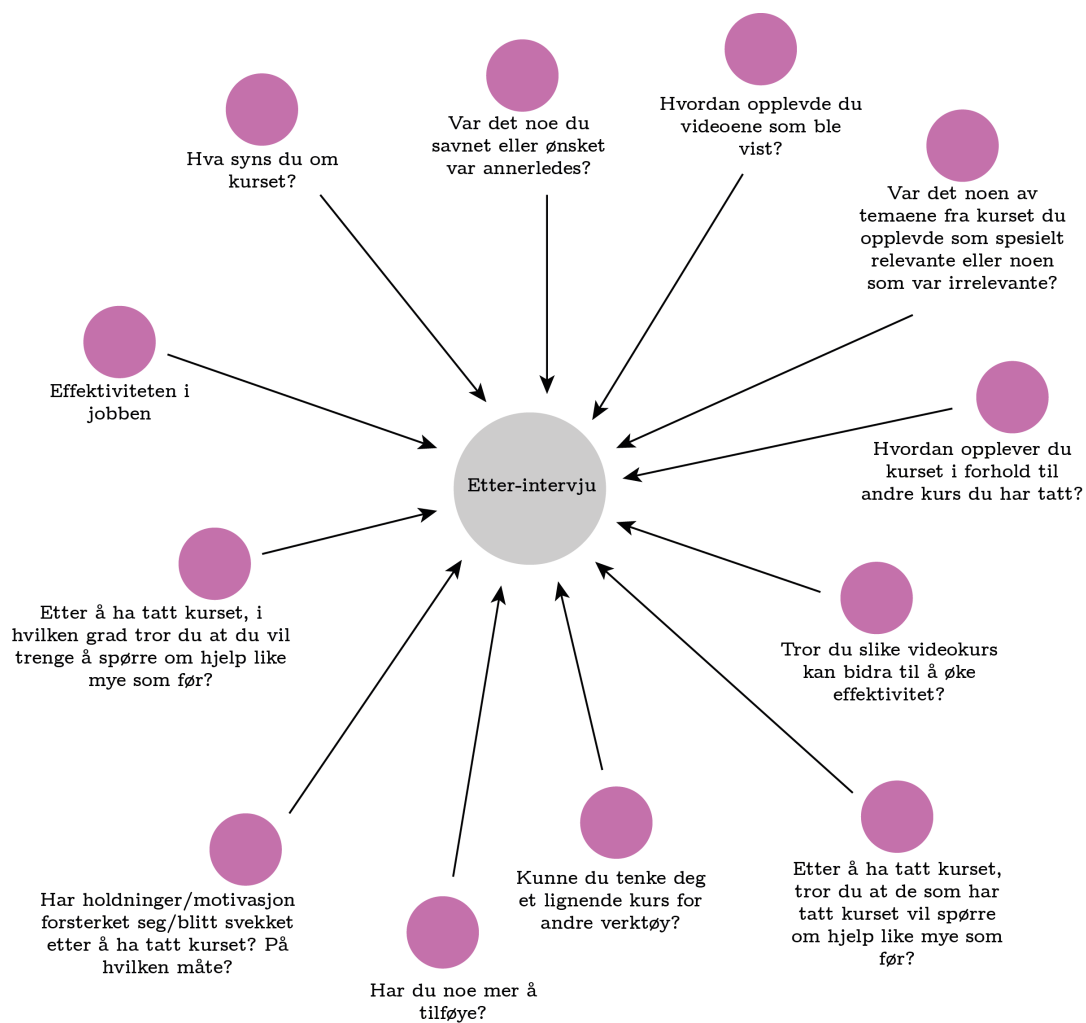 Hvordan opplevde du
videoene som ble
vist?
Var det noe du
savnet eller ønsket
var annerledes?
Hva syns du om
kurset?
Var det noen av
temaene fra kurset du
opplevde som spesielt
relevante eller noen
som var irrelevante?
Effektiviteten i
jobben
Hvordan opplever du
kurset i forhold til
andre kurs du har tatt?
Etter-intervju
Etter å ha tatt kurset, i
hvilken grad tror du at du vil
trenge å spørre om hjelp like
mye som før?
Tror du slike videokurs
kan bidra til å øke
effektivitet?
Etter å ha tatt kurset,
tror du at de som har
tatt kurset vil spørre
om hjelp like mye som
før?
Kunne du tenke deg
et lignende kurs for
andre verktøy?
Har holdninger/motivasjon
forsterket seg/blitt svekket
etter å ha tatt kurset? På
hvilken måte?
Har du noe mer å
tilføye?